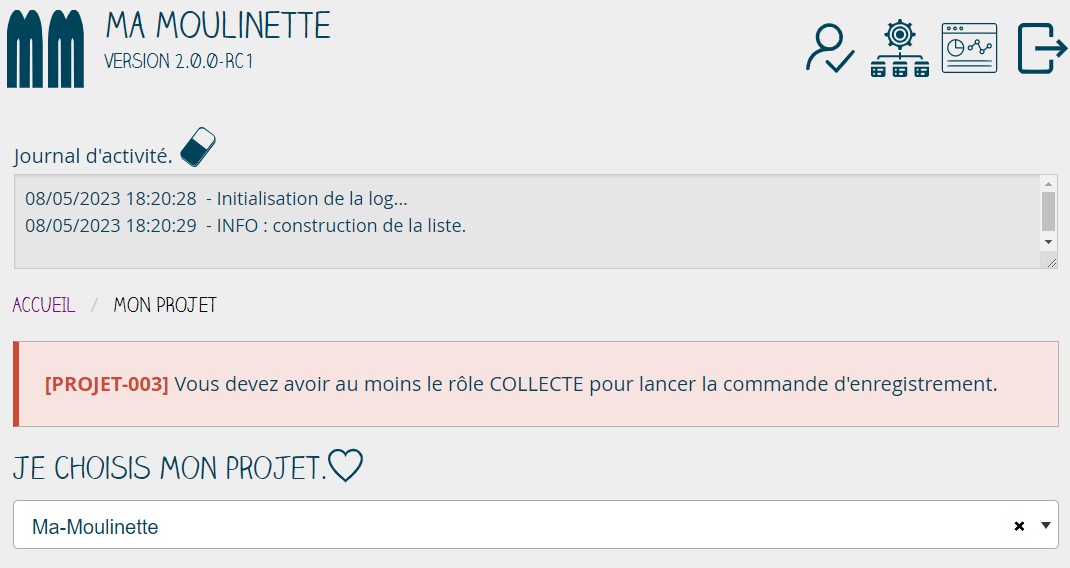 MA MOULINETTE
VERSION 2.0.0-RC1
Journal d'activité.
08/05/2023 18:20:28 - Initialisation de la log...
08/05/2023 18:20:29 - INFO : construction de la liste.
ACCUEIL / MON PROJET
[PROJET-003] Vous devez avoir au moins le rôle COLLECTE pour lancer la commande d'enregistrement.
JE CHOISIS MON PROJET.
Ma-Moulinette